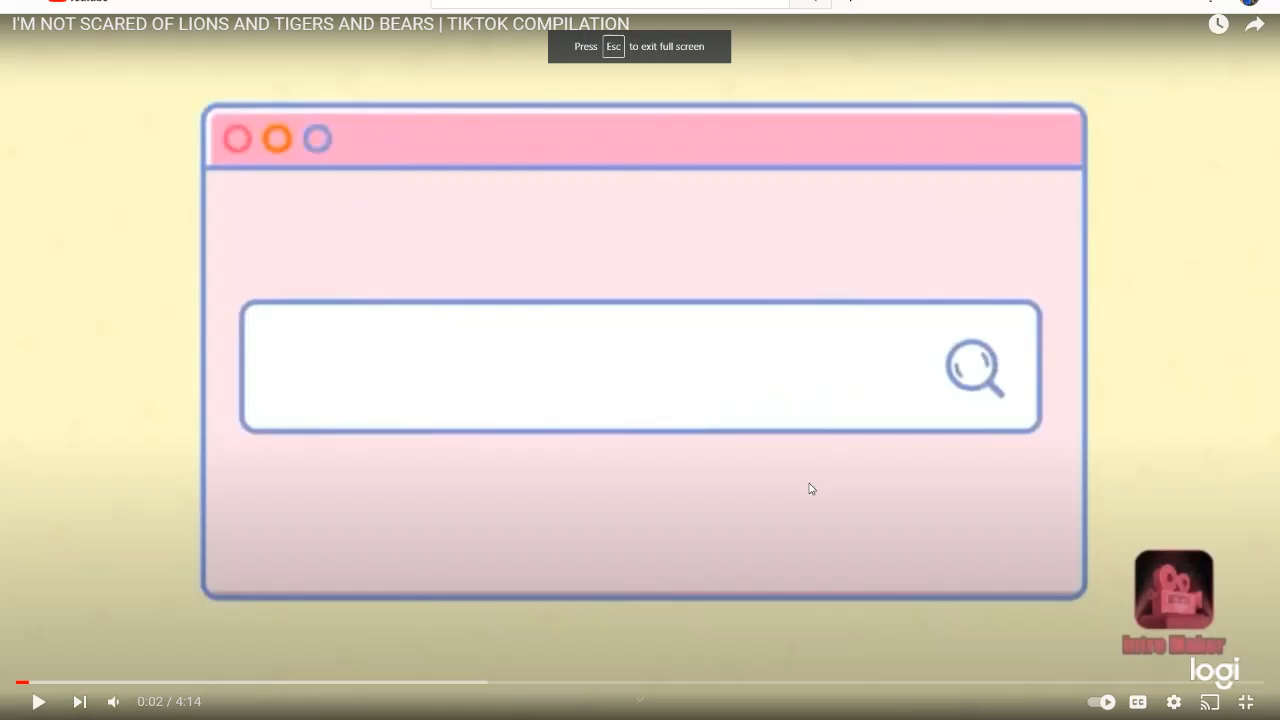 I'M NOT SCARED OF LIONS AND TIGERS AND BEARS | TIKTOK COMPILATION
Press Esc to exit full screen
Intro Maker
logi
0:02 / 4:14
CC